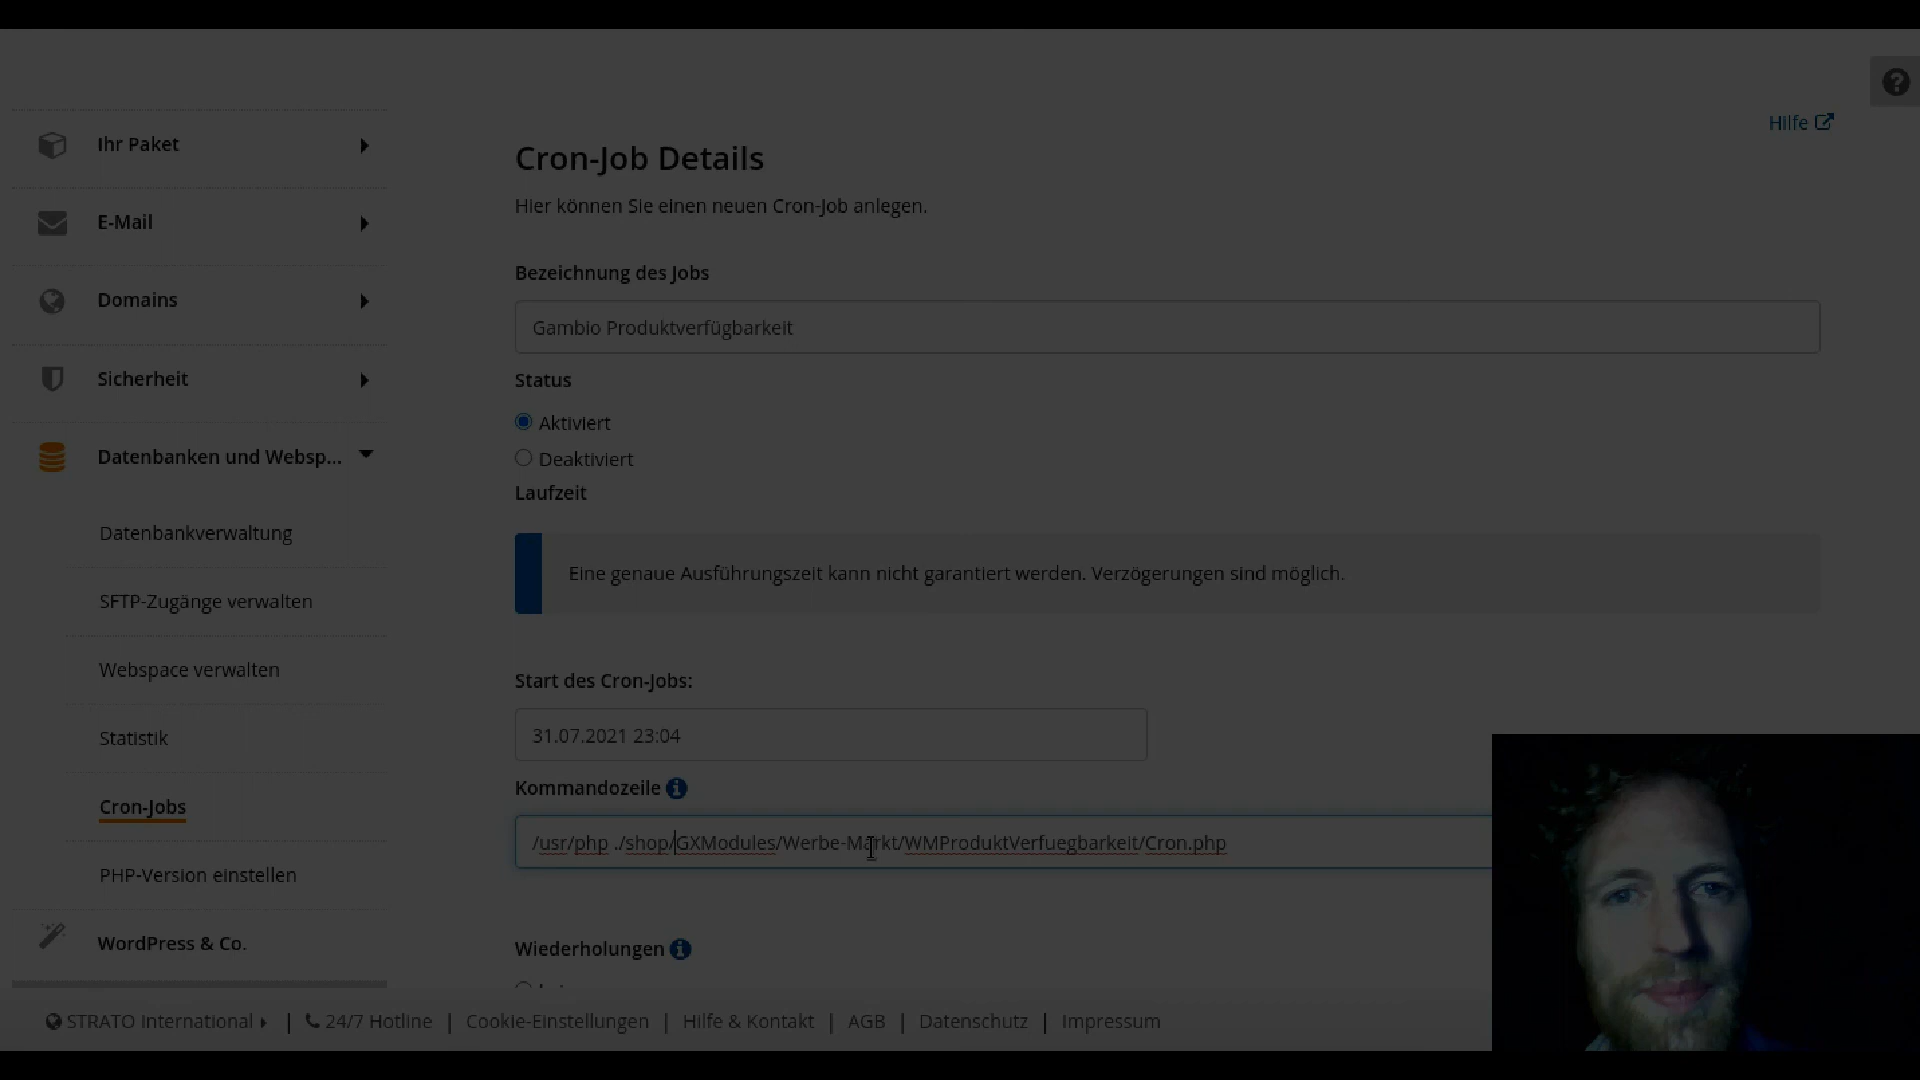 Hilfe
Ihr Paket
E-Mail
Domains
Sicherheit
Datenbanken und Websp...
Datenbankverwaltung
SFTP-Zugänge verwalten
Webspace verwalten
Statistik
Cron-Jobs
PHP-Version einstellen
WordPress & Co.
Cron-Job Details
Hier können Sie einen neuen Cron-Job anlegen.
Bezeichnung des Jobs
Gambio Produktverfügbarkeit
Status
Aktiviert
Deaktiviert
Laufzeit
Eine genaue Ausführungszeit kann nicht garantiert werden. Verzögerungen sind möglich.
Start des Cron-Jobs:
31.07.2021 23:04
Kommandozeile
/usr/php ./shop/GXModules/Werbe-Markt/WMProduktVerfuegbarkeit/Cron.php
Wiederholungen
STRATO International | 24/7 Hotline | Cookie-Einstellungen | Hilfe & Kontakt | AGB | Datenschutz | Impressum